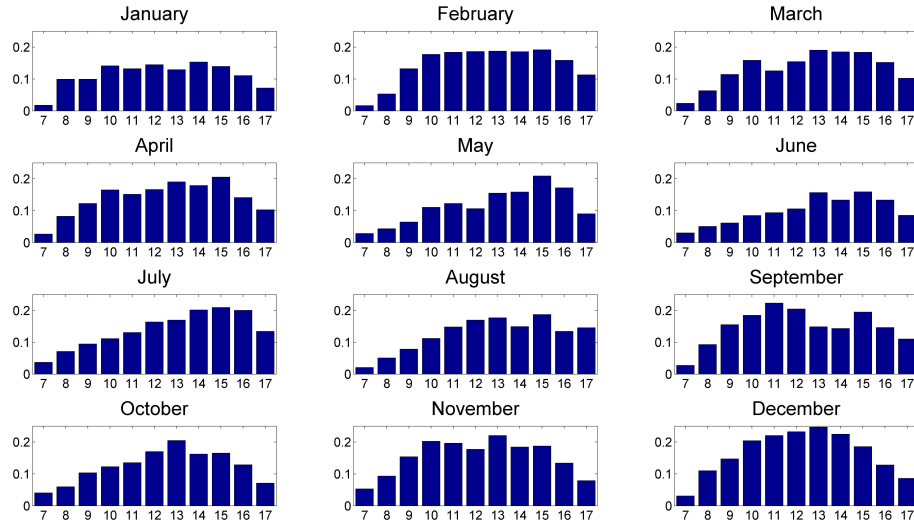 January February March
0.2 0.2 0.2
0.1 0.1 0.1
0 0 0
7 8 9 10 11 12 13 14 15 16 17 7 8 9 10 11 12 13 14 15 16 17 7 8 9 10 11 12 13 14 15 16 17
April May June
0.2 0.2 0.2
0.1 0.1 0.1
0 0 0
7 8 9 10 11 12 13 14 15 16 17 7 8 9 10 11 12 13 14 15 16 17 7 8 9 10 11 12 13 14 15 16 17
July August September
0.2 0.2 0.2
0.1 0.1 0.1
0 0 0
7 8 9 10 11 12 13 14 15 16 17 7 8 9 10 11 12 13 14 15 16 17 7 8 9 10 11 12 13 14 15 16 17
October November December
0.2 0.2 0.2
0.1 0.1 0.1
0 0 0
7 8 9 10 11 12 13 14 15 16 17 7 8 9 10 11 12 13 14 15 16 17 7 8 9 10 11 12 13 14 15 16 17